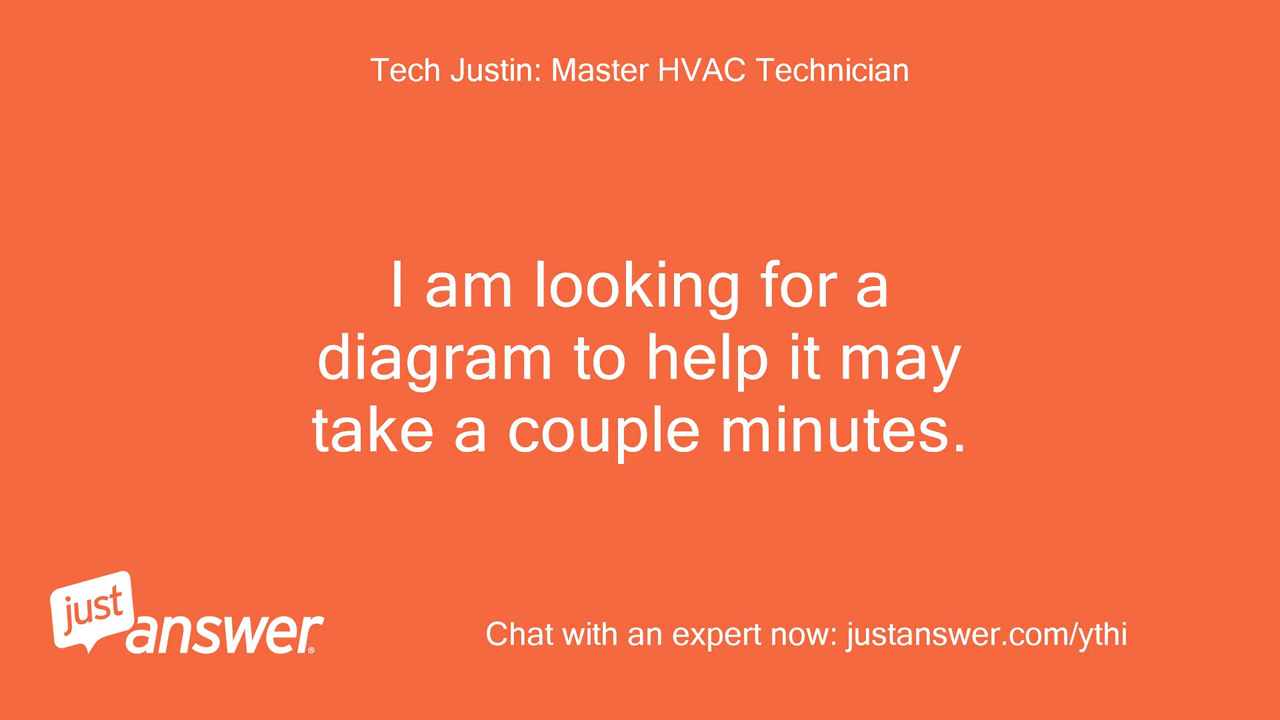 Tech Justin: Master HVAC Technician
I am looking for a
diagram to help it may
take a couple minutes.
just
answer®
Chat with an expert now: justanswer.com/ythi